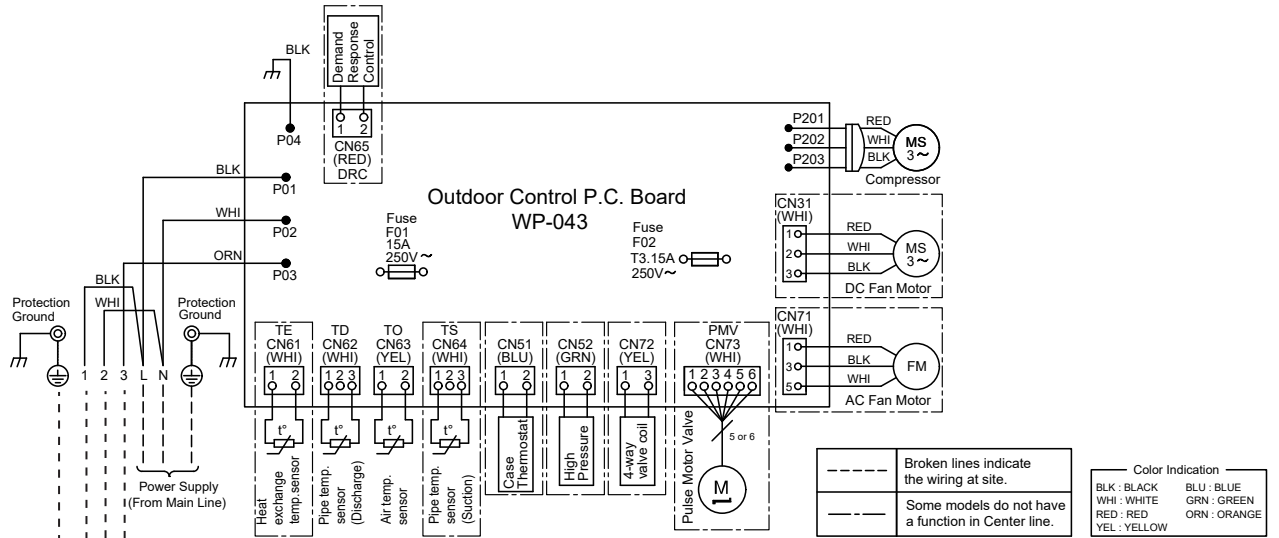 BLK
Demand
Response
Control
1 2
CN65
(RED)
DRC
P04
BLK
P01
WHI
P02
ORN
P03
BLK
WHI
Outdoor Control P.C. Board
WP-043
Fuse
F01
15A
250V~
Fuse
F02
T3.15A
250V~
P201
P202
P203
RED
WHI
BLK
MS
3~
Compressor
CN31
(WHI)
1
2
3
RED
WHI
BLK
MS
3~
DC Fan Motor
CN71
(WHI)
1
3
5
RED
BLK
WHI
FM
AC Fan Motor
Protection
Ground
Protection
Ground
1 2 3 L N
Power Supply
(From Main Line)
TE
CN61
(WHI)
1 2
t°
Heat
exchange
temp.sensor
TD
CN62
(WHI)
1 2 3
t°
Pipe temp.
sensor
(Discharge)
TO
CN63
(YEL)
1 2
t°
Air temp.
sensor
TS
CN64
(WHI)
1 2 3
t°
Pipe temp.
sensor
(Suction)
CN51
(BLU)
1 2
Case
Thermostat
CN52
(GRN)
1 2
High
Pressure
CN72
(YEL)
1 3
4-way
valve coil
PMV
CN73
(WHI)
1 2 3 4 5 6
5 or 6
Pulse Motor Valve
M
Broken lines indicate
the wiring at site.
Some models do not have
a function in Center line.
Color Indication
BLK : BLACK BLU : BLUE
WHI : WHITE GRN : GREEN
RED : RED ORN : ORANGE
YEL : YELLOW